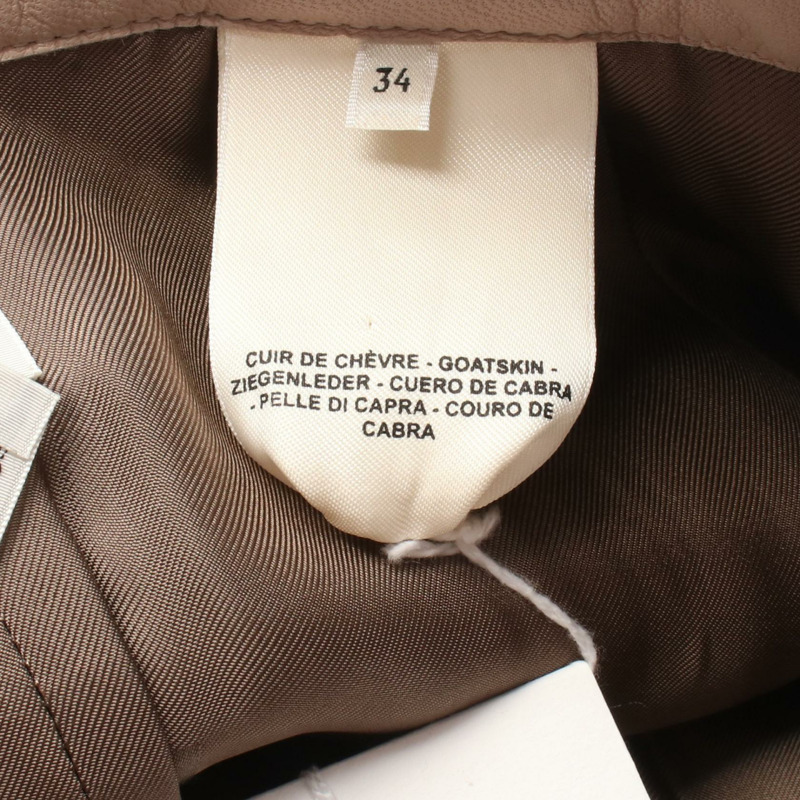 34
CUIR DE CHÈVRE - GOATSKIN -
ZIEGENLEDER - CUERO DE CABRA
- PELLE DI CAPRA - COURO DE
CABRA